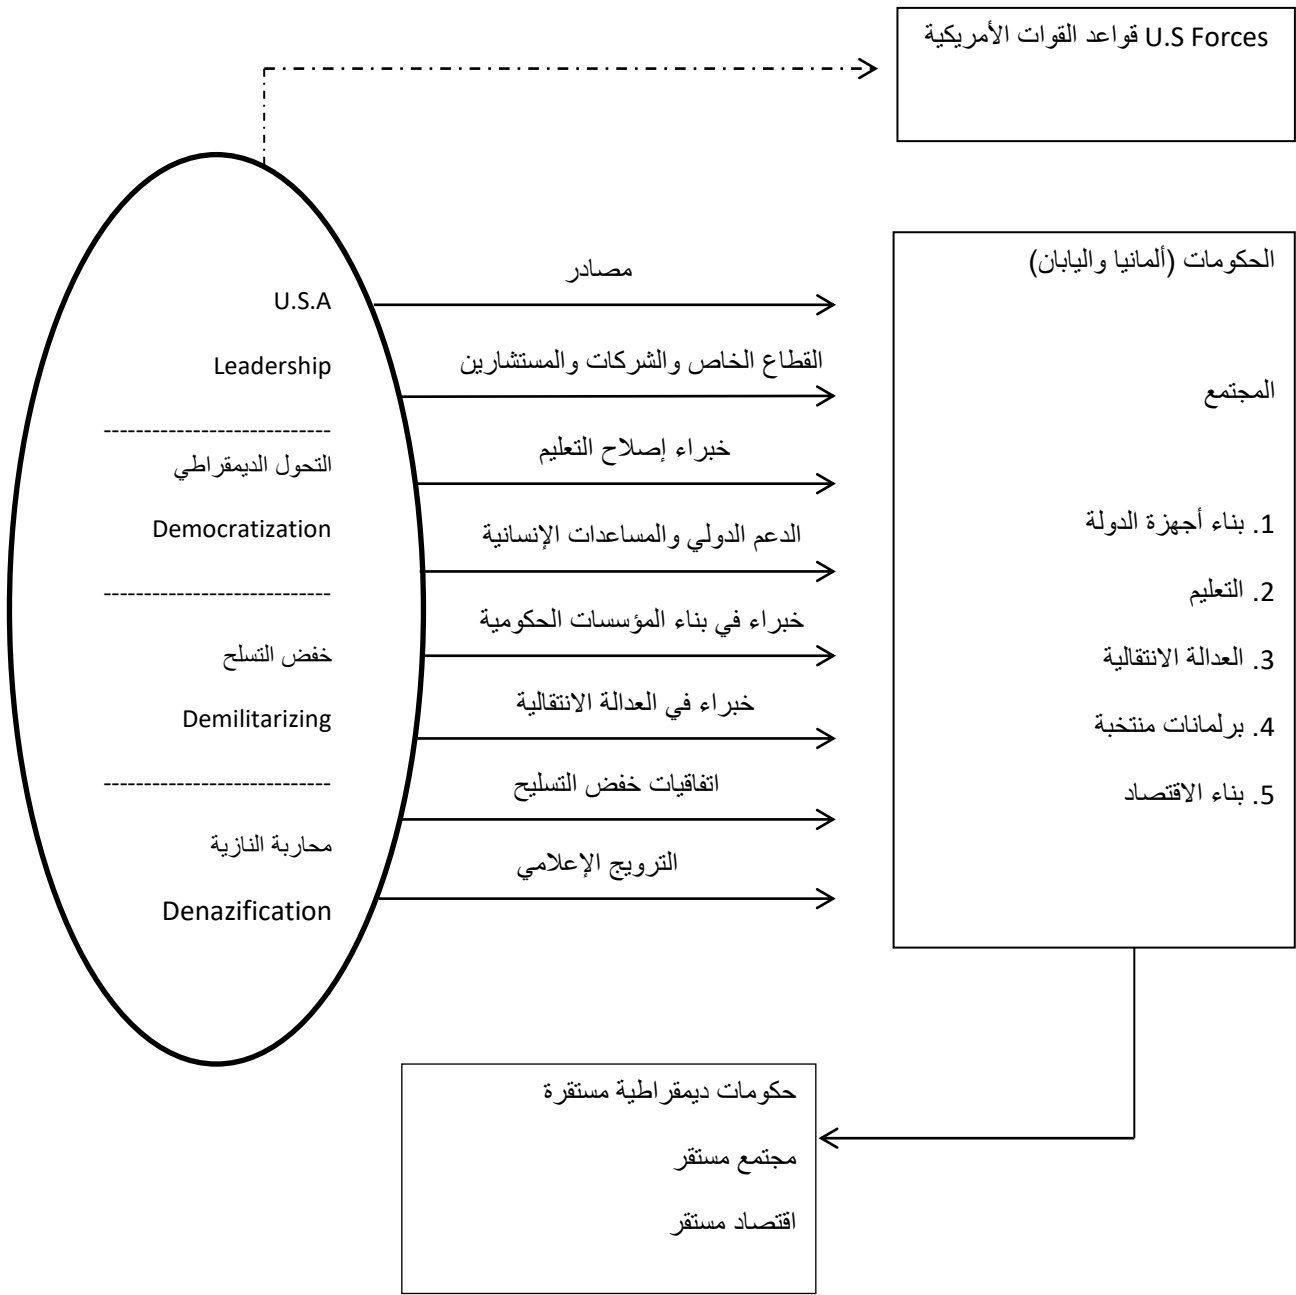 قواعد القوات الأمريكية U.S Forces
U.S.A
Leadership
-----------------------------
التحول الديمقراطي
Democratization
-----------------------------
خفض التسلح
Demilitarizing
-----------------------------
محاربة النازية
Denazification
مصادر
القطاع الخاص والشركات والمستشارين
خبراء إصلاح التعليم
الدعم الدولي والمساعدات الإنسانية
خبراء في بناء المؤسسات الحكومية
خبراء في العدالة الانتقالية
اتفاقيات خفض التسليح
الترويج الإعلامي
الحكومات (ألمانيا واليابان)
المجتمع
1. بناء أجهزة الدولة
2. التعليم
3. العدالة الانتقالية
4. برلمانات منتخبة
5. بناء الاقتصاد
حكومات ديمقراطية مستقرة
مجتمع مستقر
اقتصاد مستقر